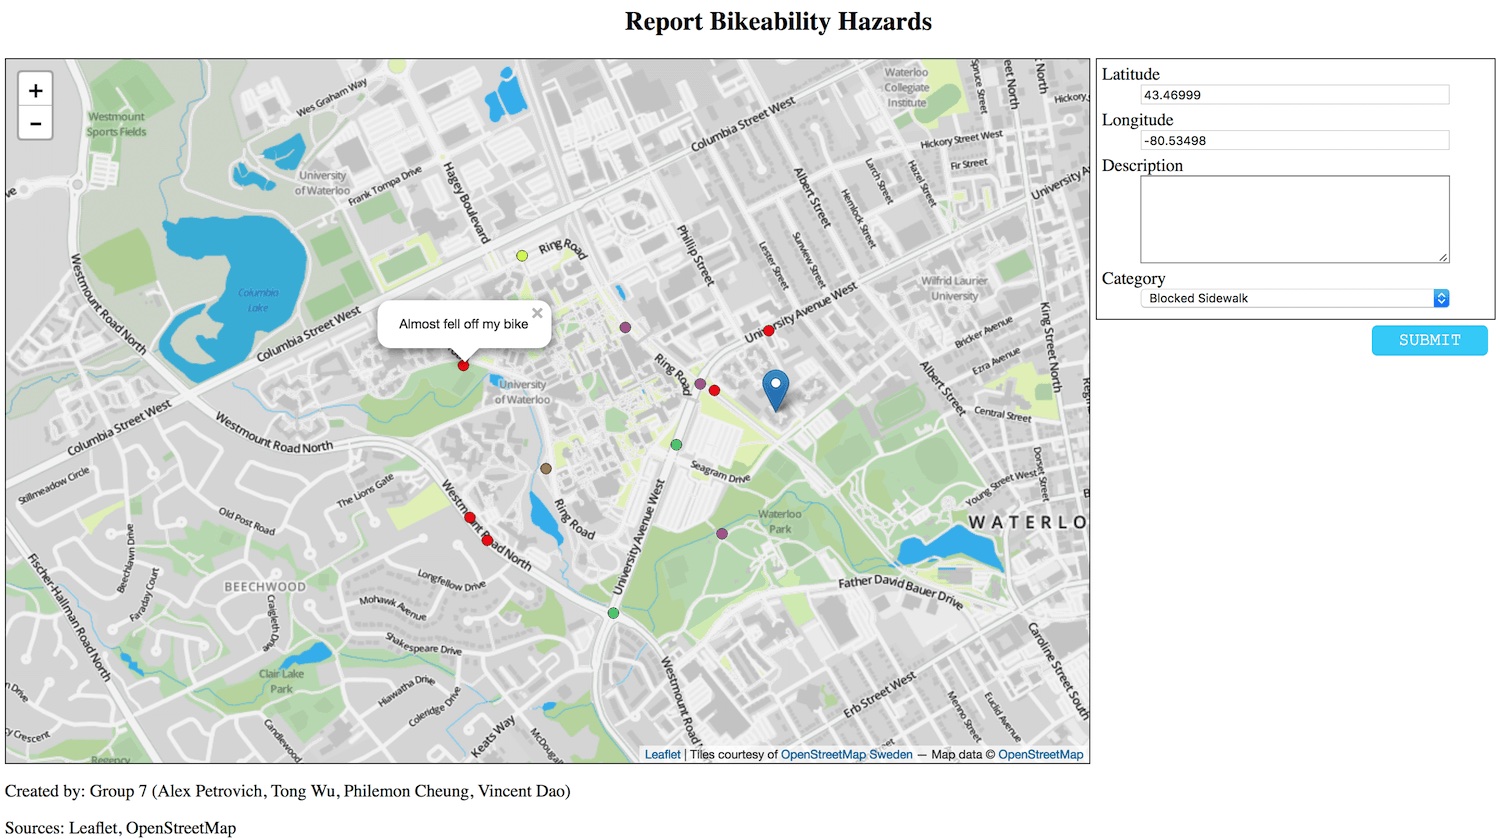 Report Bikeability Hazards
+
−
Westmount
Sports Fields
Wes Graham Way
University
of Waterloo
Frank Tompa Drive
Hagey Boulevard
Columbia Street West
Waterloo
Collegiate
Institute
Spruce Street
et North
North
Hickory
Hickory Street West
Fir Street
Larch Street
Hazel Street
Hemlock Street
Albert Street
University A
Phillip Street
Lester Street
Sunview Street
Ring Road
Westmount Road North
Columbia
Lake
Columbia Street West
Almost fell off my bike
×
University
of Waterloo
Ring Road
University Avenue West
Wilfrid Laurier
University
Bricker Avenue
Ezra Avenue
King Street North
Albert Street
Central Street
Columbia Street West
Westmount Road North
Stillmeadow Circle
The Lions Gate
Old Post Road
Westmount Road North
Ring Road
Seagram Drive
University Avenue West
Waterloo
Park
Young Street West
Dorset Street
WATERLO
Father David Bauer Drive
Beechlawn Drive
Faraday Court
BEECHWOOD
Craigleith Drive
Longfellow Drive
Mohawk Avenue
Shakespeare Drive
Fischer-Hallman Road North
Clair Lake
Park
Hiawatha Drive
Coleridge Drive
Keats Way
McDouga
Candlewood
n Drive
y Crescent
Regency
Westmount Road
Erb Street West
Menno Street
Euclid Avenue
Caroline Street South
Leaflet | Tiles courtesy of OpenStreetMap Sweden — Map data © OpenStreetMap
Latitude
43.46999
Longitude
-80.53498
Description
Category
Blocked Sidewalk
SUBMIT
Created by: Group 7 (Alex Petrovich, Tong Wu, Philemon Cheung, Vincent Dao)
Sources: Leaflet, OpenStreetMap